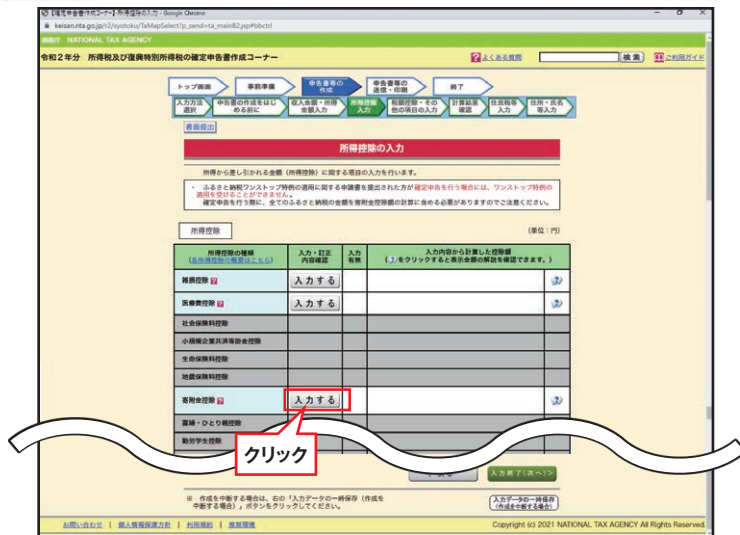 【確定申告書等作成コーナー】-所得控除の入力 - Google Chrome
keisan.nta.go.jp/r2/syotoku/TaMapSelect?p_send=ta_mainB2.jsp#bbctrl
NATIONAL TAX AGENCY
令和2年分 所得税及び復興特別所得税の確定申告書作成コーナー
よくある質問
検索
ご利用ガイド
トップ画面
事前準備
申告書等の
作成
申告書等の
送信・印刷
終了
入力方法
選択
申告書の作成をはじ
める前に
収入金額・所得
金額入力
所得控除
入力
税額控除・その
他の項目の入力
計算結果
確認
住民税等
入力
住所・氏名
等入力
書面提出
所得控除の入力
所得から差し引かれる金額(所得控除)に関する項目の入力を行います。
・ ふるさと納税ワンストップ特例の適用に関する申請書を提出された方が確定申告を行う場合には、ワンストップ特例の
適用を受けることができません。
確定申告を行う際に、全てのふるさと納税の金額を寄附金控除額の計算に含める必要がありますのでご注意ください。
所得控除
(単位：円)
所得控除の種類
(各所得控除の概要はこちら)
入力・訂正
内容確認
入力
有無
入力内容から計算した控除額
(?をクリックすると表示金額の解説を確認できます。)
雑損控除 ?
入力する
?
医療費控除 ?
入力する
?
社会保険料控除
小規模企業共済等掛金控除
生命保険料控除
地震保険料控除
寄附金控除 ?
入力する
?
寡婦・ひとり親控除
勤労学生控除
クリック
入力終了(次へ)>
※ 作成を中断する場合は、右の「入力データの一時保存（作成を
中断する場合）」ボタンをクリックしてください。
入力データの一時保存
(作成を中断する場合)
お問い合わせ | 個人情報保護方針 | 利用規約 | 推奨環境
Copyright (c) 2021 NATIONAL TAX AGENCY All Rights Reserved.